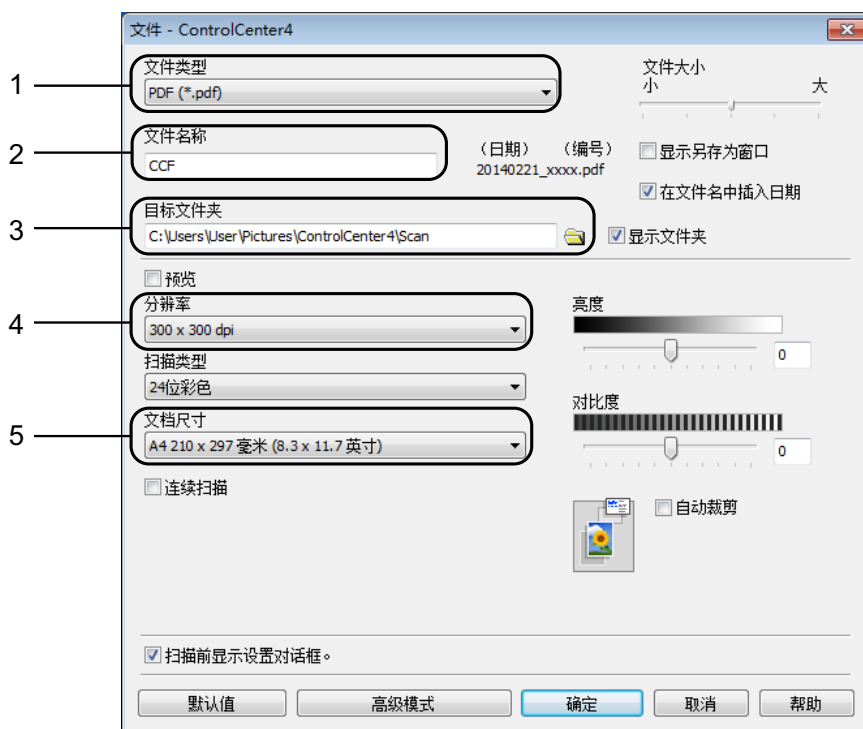 文件 - ControlCenter4
1
文件类型
PDF (*.pdf)
文件大小
小 大
2
文件名称
CCF
（日期） （编号）
20140221_xxxx.pdf
显示另存为窗口
在文件名中插入日期
3
目标文件夹
C:\Users\User\Pictures\ControlCenter4\Scan
显示文件夹
预览
4
分辨率
300 x 300 dpi
亮度
0
扫描类型
24位彩色
对比度
0
5
文档尺寸
A4 210 x 297 毫米 (8.3 x 11.7 英寸)
连续扫描
自动裁剪
扫描前显示设置对话框。
默认值 高级模式 确定 取消 帮助